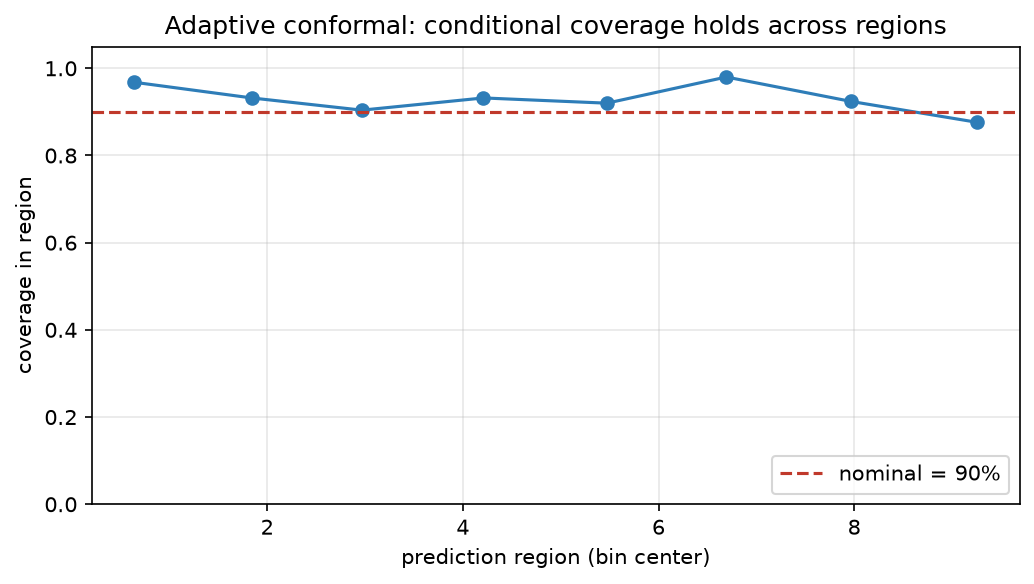 Adaptive conformal: conditional coverage holds across regions
coverage in region
1.0
0.8
0.6
0.4
0.2
0.0
nominal = 90%
2
4
6
8
prediction region (bin center)